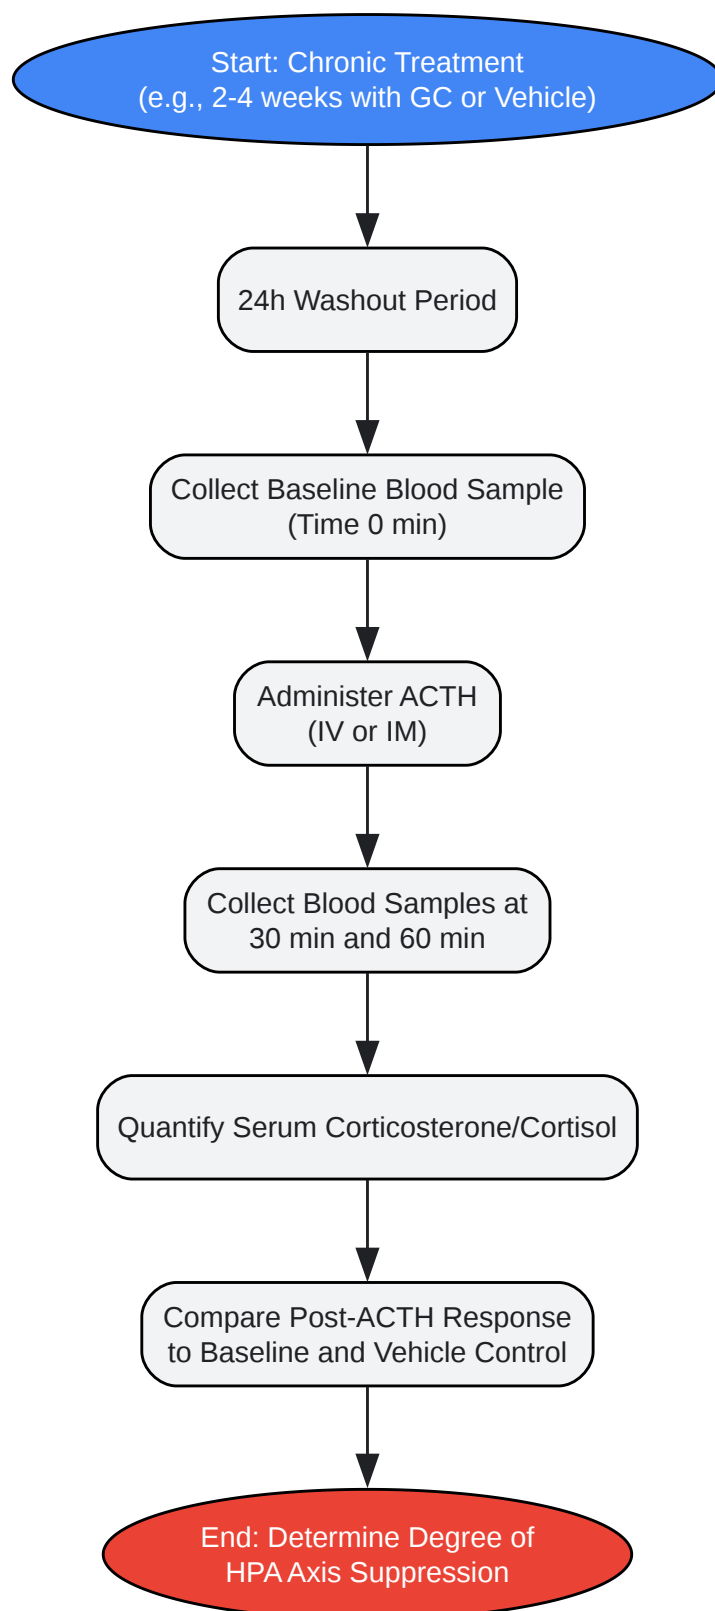 Start: Chronic Treatment
(e.g., 2-4 weeks with GC or Vehicle)
24h Washout Period
Collect Baseline Blood Sample
(Time 0 min)
Administer ACTH
(IV or IM)
Collect Blood Samples at
30 min and 60 min
Quantify Serum Corticosterone/Cortisol
Compare Post-ACTH Response
to Baseline and Vehicle Control
End: Determine Degree of
HPA Axis Suppression